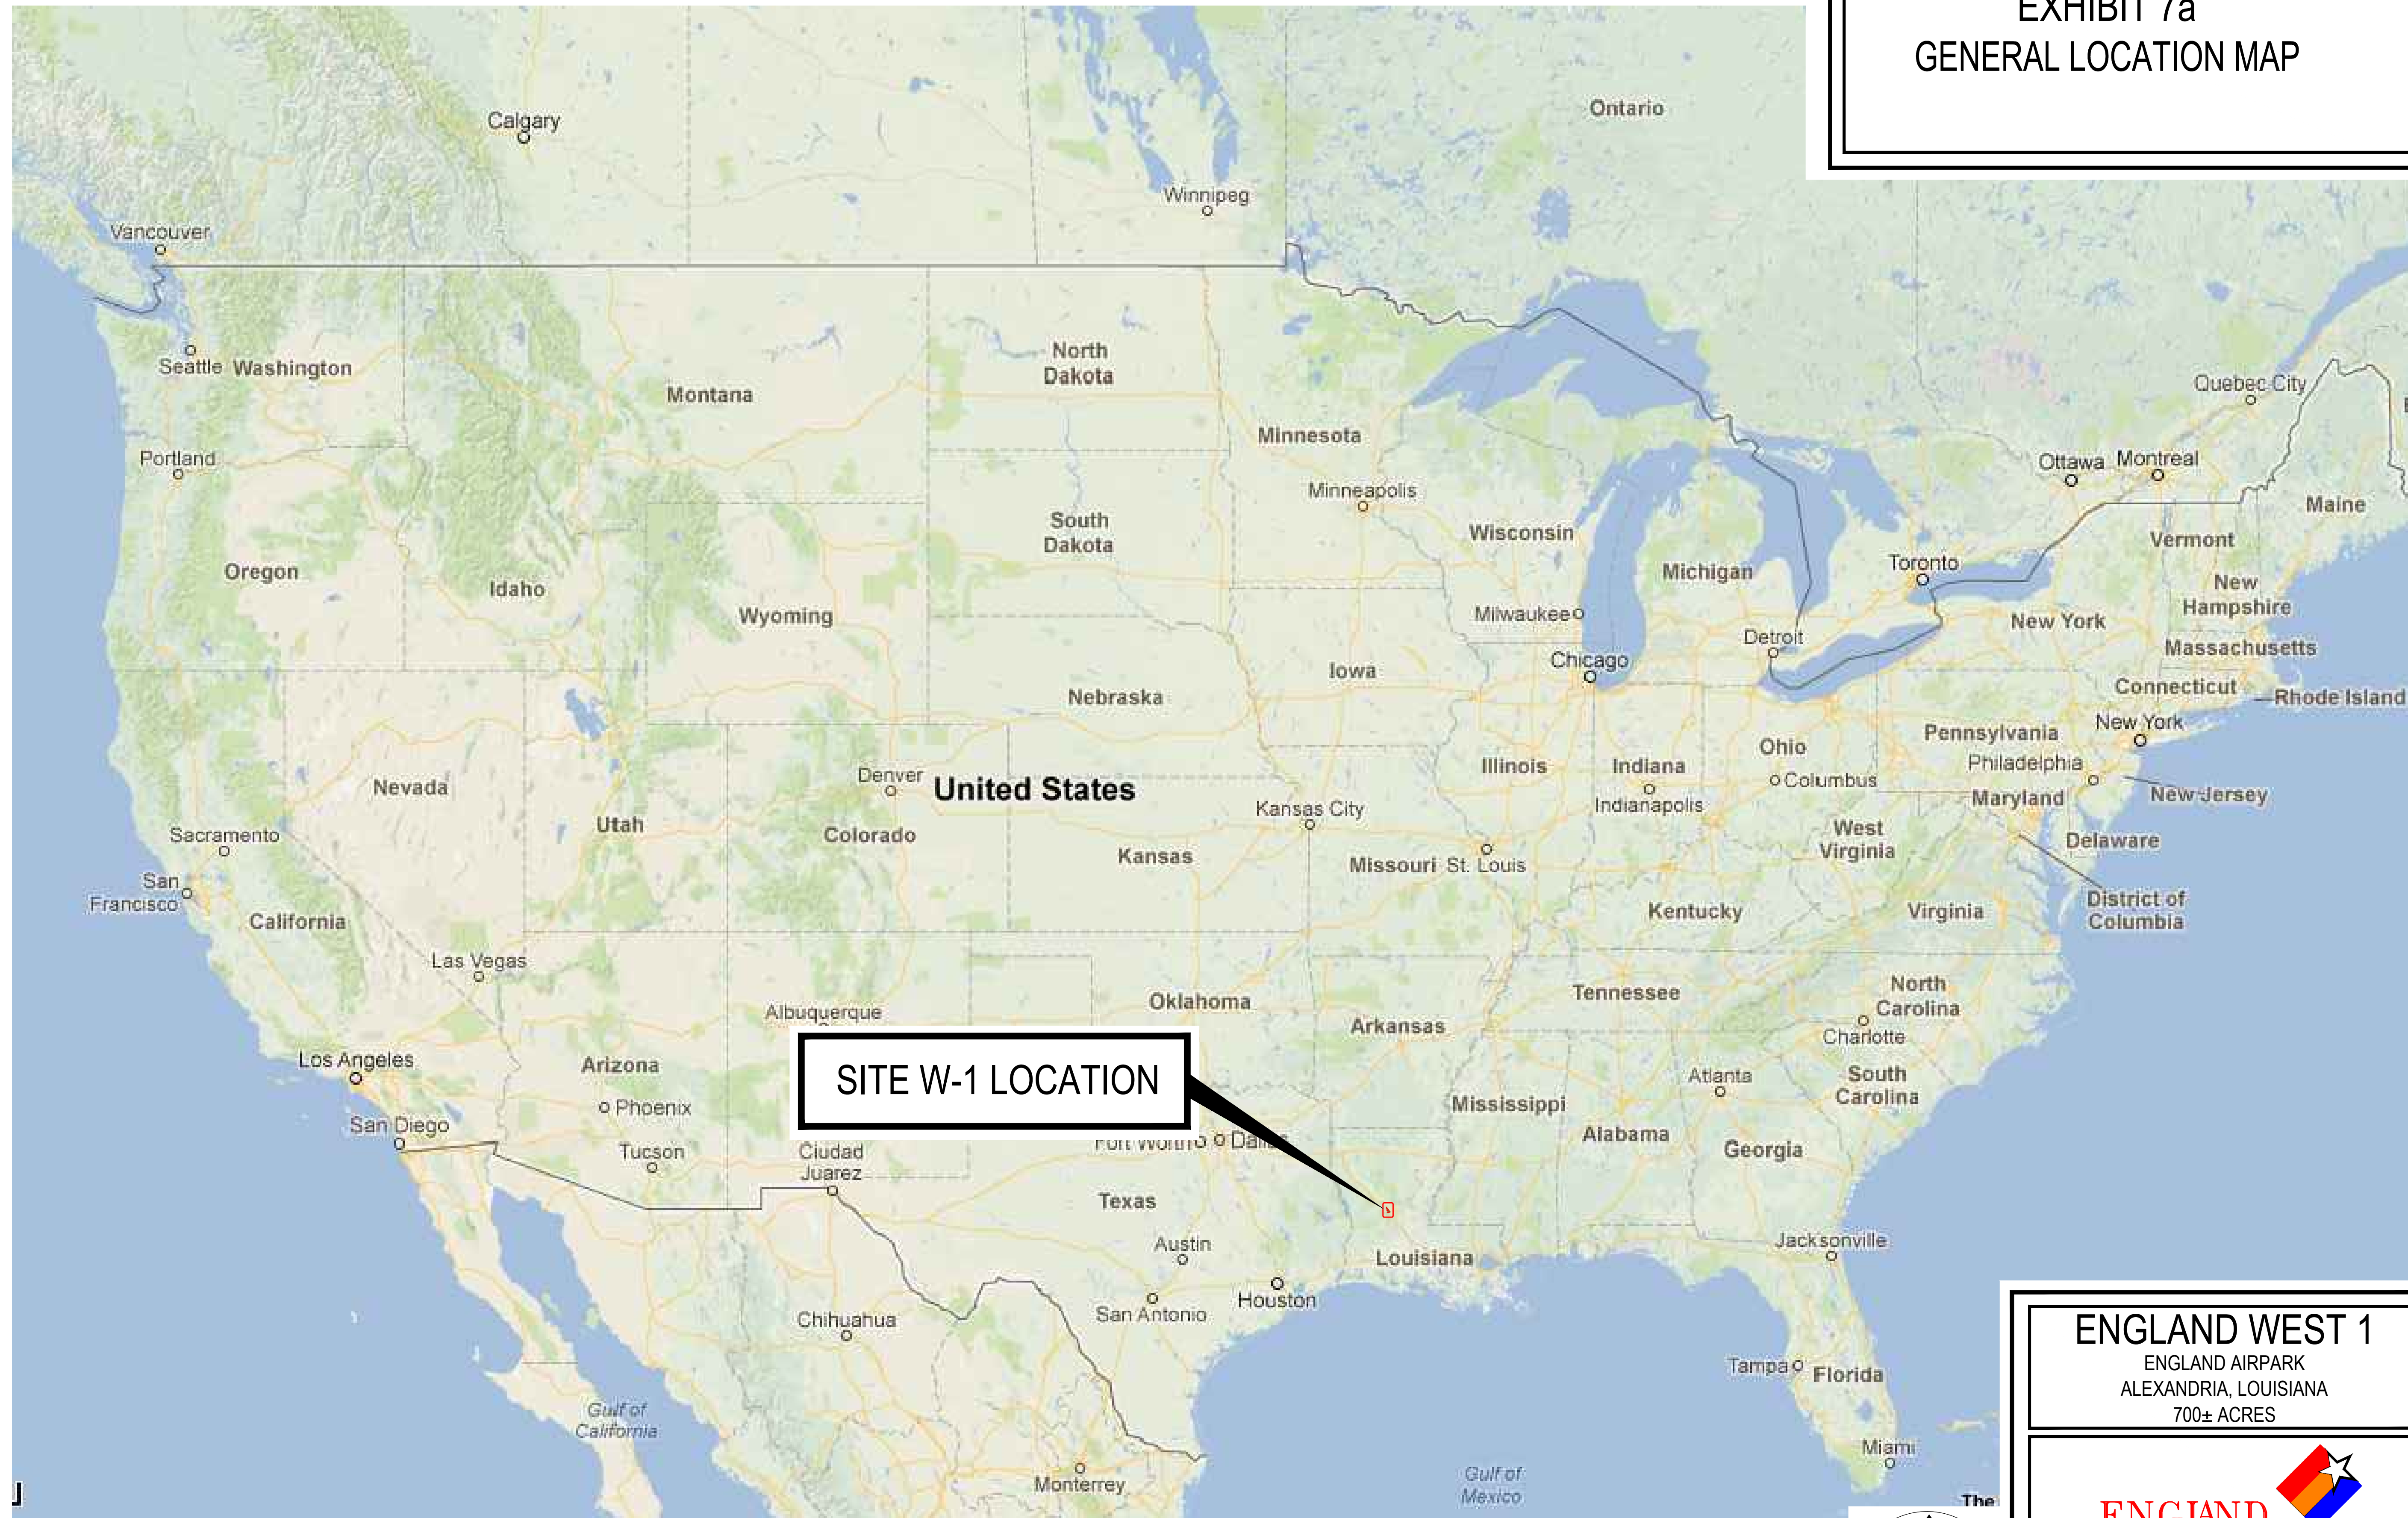 EXHIBIT 7a
GENERAL LOCATION MAP
Ontario
Calgary
Winnipeg
Vancouver
Seattle
Washington
Montana
North
Dakota
Minnesota
Quebec City
Portland
Minneapolis
Ottawa
Montreal
Maine
South
Dakota
Wisconsin
Vermont
Oregon
Idaho
Michigan
Toronto
New
Hampshire
Wyoming
Milwaukee
Detroit
New York
Massachusetts
Chicago
Iowa
Connecticut
Rhode Island
Nebraska
Pennsylvania
New York
Ohio
Illinois
Indiana
Philadelphia
Nevada
Denver
United States
Columbus
Maryland
New Jersey
Kansas City
Indianapolis
Utah
Colorado
Sacramento
West
Virginia
Delaware
Kansas
Missouri
St. Louis
San
Francisco
California
Kentucky
Virginia
District of
Columbia
Las Vegas
Tennessee
North
Carolina
Oklahoma
Albuquerque
Arkansas
Charlotte
Los Angeles
Arizona
SITE W-1 LOCATION
Atlanta
South
Carolina
Phoenix
Mississippi
San Diego
Fort Worth
Dallas
Alabama
Georgia
Tucson
Ciudad
Juarez
Texas
Austin
Louisiana
Jacksonville
San Antonio
Houston
Chihuahua
ENGLAND WEST 1
ENGLAND AIRPARK
ALEXANDRIA, LOUISIANA
700± ACRES
Tampa
Florida
Gulf of
California
Miami
Monterrey
Gulf of
Mexico
The
ENGLAND